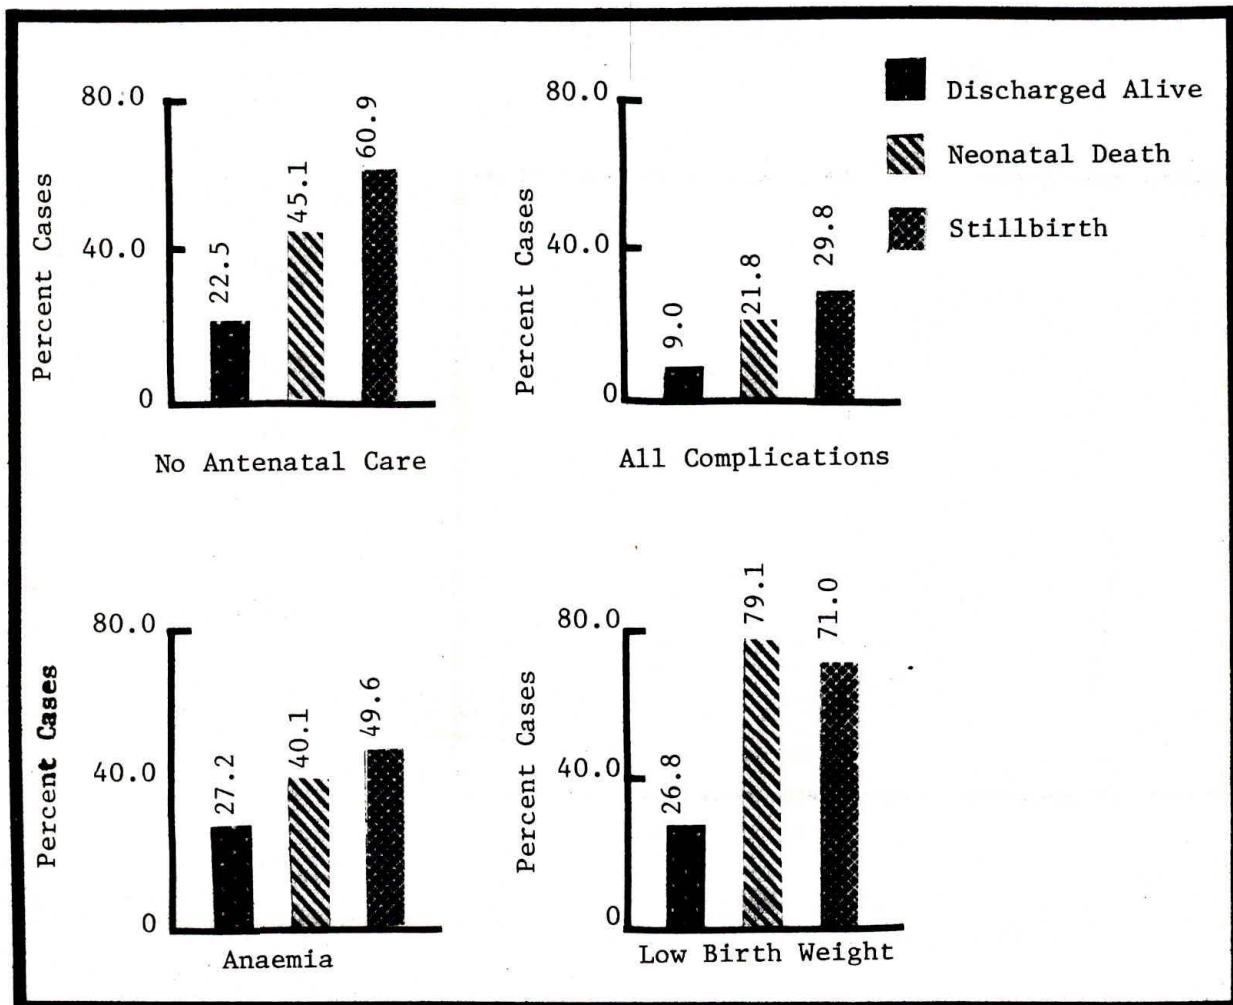 80.0
40.0
0
Percent Cases
22.5
45.1
60.9
No Antenatal Care
80.0
40.0
0
Percent Cases
9.0
21.8
29.8
All Complications
Discharged Alive
Neonatal Death
Stillbirth
80.0
40.0
0
Percent Cases
27.2
40.1
49.6
Anaemia
80.0
40.0
0
Percent Cases
26.8
79.1
71.0
Low Birth Weight